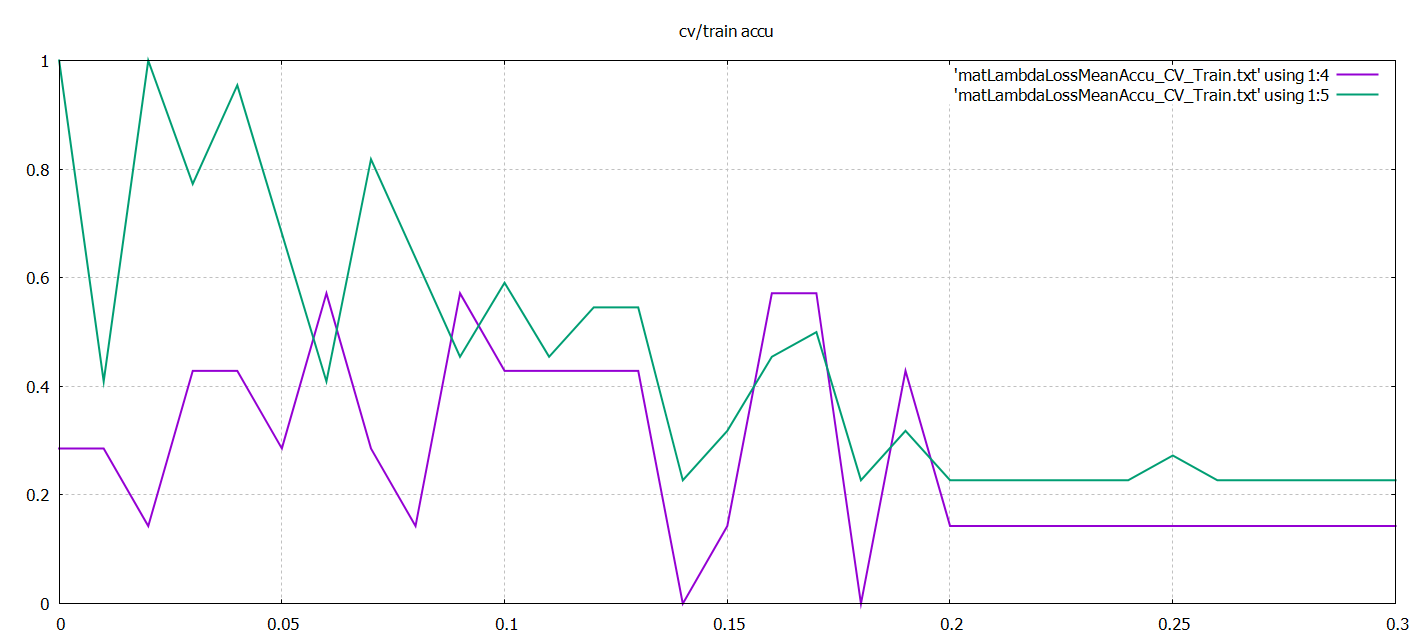 cv/train accu
'matLambdaLossMeanAccu_CV_Train.txt' using 1:4
'matLambdaLossMeanAccu_CV_Train.txt' using 1:5
1
0.8
0.6
0.4
0.2
0
0 0.05 0.1 0.15 0.2 0.25 0.3